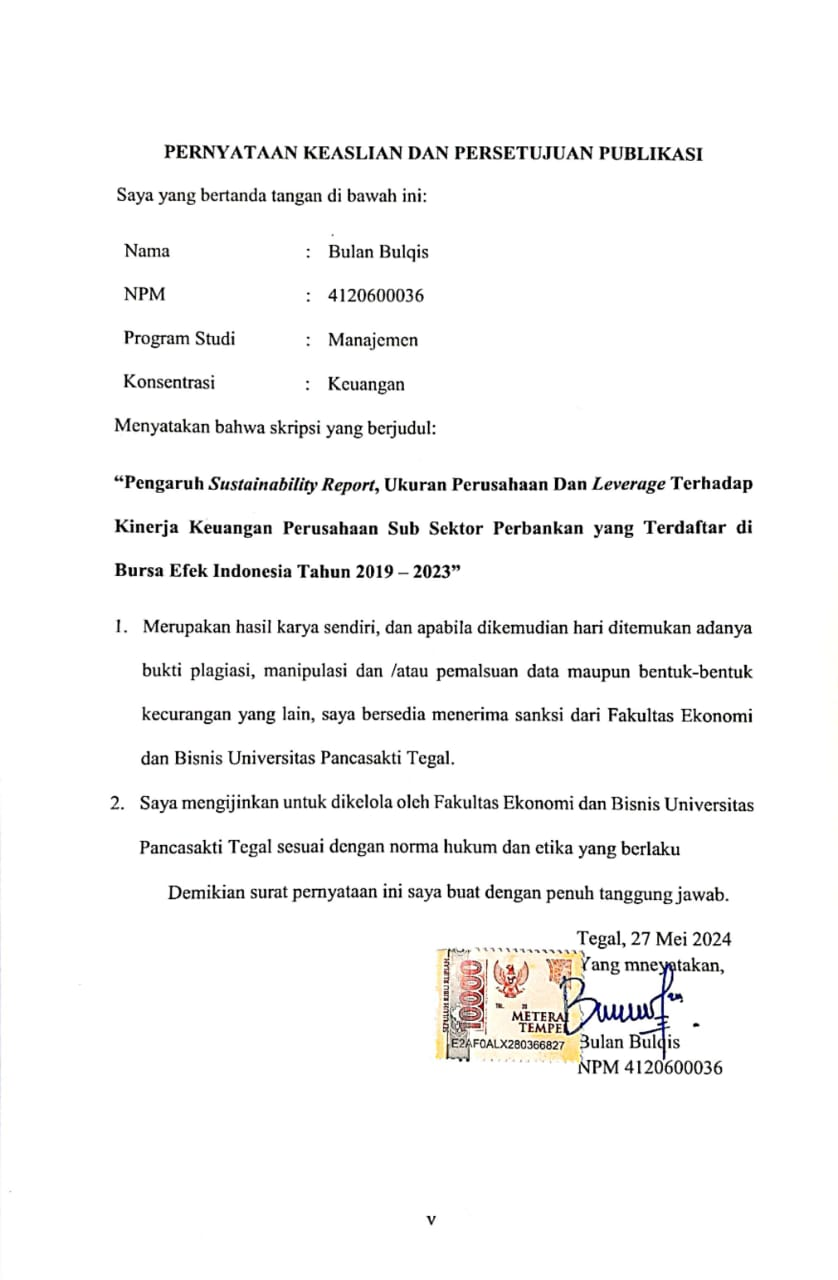 PERNYATAAN KEASLIAN DAN PERSETUJUAN PUBLIKASI
Saya yang bertanda tangan di bawah ini:
Nama : Bulan Bulqis
NPM : 4120600036
Program Studi : Manajemen
Konsentrasi : Keuangan
Menyatakan bahwa skripsi yang berjudul:
“Pengaruh Sustainability Report, Ukuran Perusahaan Dan Leverage Terhadap
Kinerja Keuangan Perusahaan Sub Sektor Perbankan yang Terdaftar di
Bursa Efek Indonesia Tahun 2019 – 2023”
1. Merupakan hasil karya sendiri, dan apabila dikemudian hari ditemukan adanya
bukti plagiasi, manipulasi dan /atau pemalsuan data maupun bentuk-bentuk
kecurangan yang lain, saya bersedia menerima sanksi dari Fakultas Ekonomi
dan Bisnis Universitas Pancasakti Tegal.
2. Saya mengijinkan untuk dikelola oleh Fakultas Ekonomi dan Bisnis Universitas
Pancasakti Tegal sesuai dengan norma hukum dan etika yang berlaku
Demikian surat pernyataan ini saya buat dengan penuh tanggung jawab.
Tegal, 27 Mei 2024
Yang mneyatakan,
10000
METERA
TEMPE
E2AF0ALX280366827
Bulan Bulqis
NPM 4120600036
v